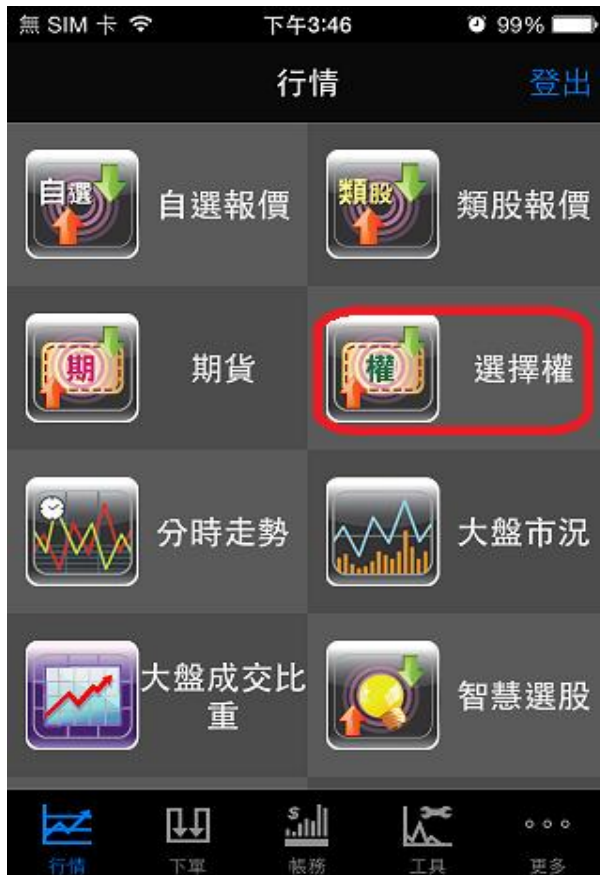 無 SIM 卡 下午3:46 99%
行情 登出
自選 自選報價 類股 類股報價
期 期貨 權 選擇權
分時走勢 大盤市況
大盤成交比
重
智慧選股
$
行情 下單 帳務 工具 更多